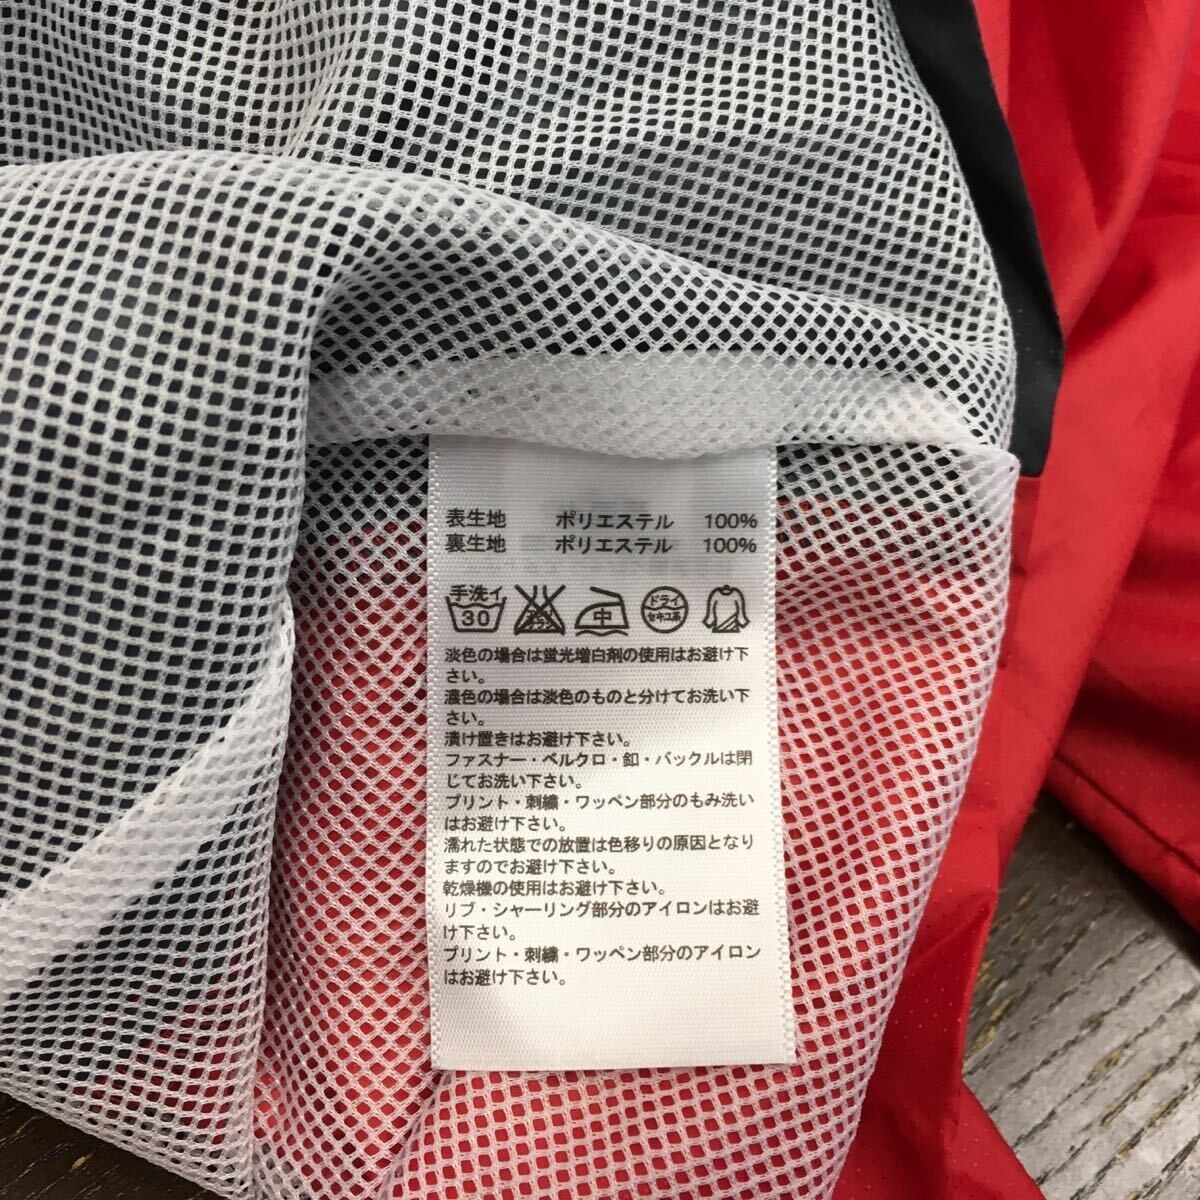 表生地 ポリエステル 100%
裏生地 ポリエステル 100%
手洗イ
30
中
ドライ
セキユ系
淡色の場合は蛍光増白剤の使用はお避け下
さい。
濃色の場合は淡色のものと分けてお洗い下
さい。
漬け置きはお避け下さい。
ファスナー・ベルクロ・釦・バックルは閉
じてお洗い下さい。
プリント・刺繍・ワッペン部分のもみ洗い
はお避け下さい。
濡れた状態での放置は色移りの原因となり
ますのでお避け下さい。
乾燥機の使用はお避け下さい。
リブ・シャーリング部分のアイロンはお避
け下さい。
プリント・刺繍・ワッペン部分のアイロン
はお避け下さい。